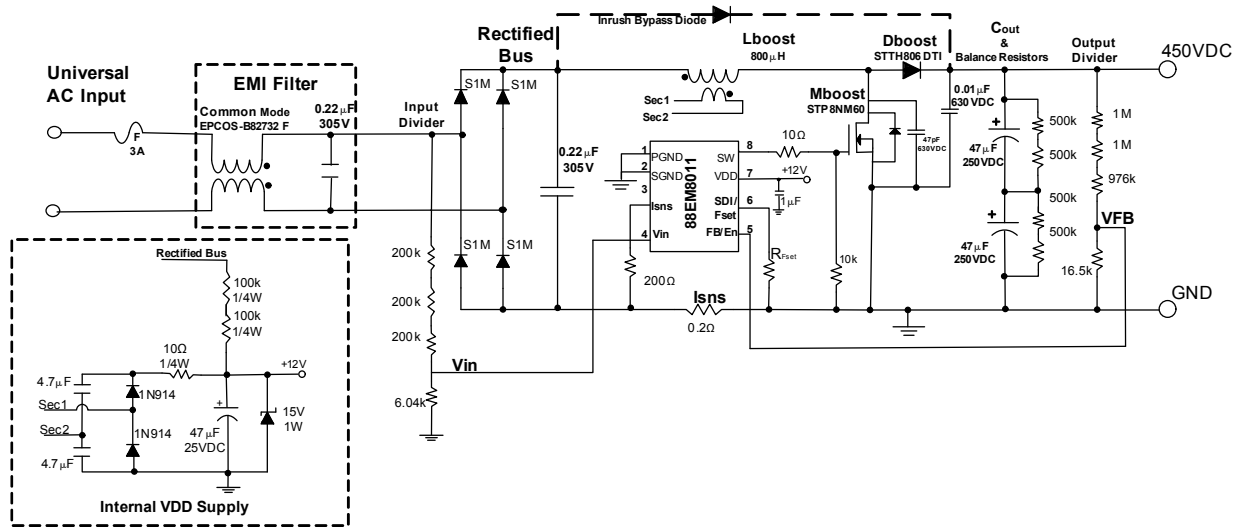 Inrush Bypass Diode
Rectified
Bus
Lboost
800μH
Dboost
STTH806DTI
Cout
&
Balance Resistors
Output
Divider
450VDC
Universal
AC Input
EMI Filter
Common Mode
EPCOS-B82732 F
0.22μF
305V
F
3A
Input
Divider
S1M
S1M
S1M
S1M
0.22μF
305V
Sec1
Sec2
Mboost
STP8NM60
0.01μF
630VDC
47pF
630VDC
10Ω
+12V
1μF
88EM8011
1
PGND
2
SGND
3
Isns
4
Vin
8
SW
7
VDD
6
SDI/
Fset
5
FB/En
200Ω
RFset
10k
Isns
0.2Ω
+
47μF
250VDC
+
47μF
250VDC
500k
500k
500k
500k
1M
1M
976k
VFB
16.5k
GND
200k
200k
200k
Vin
6.04k
Rectified Bus
100k
1/4W
100k
1/4W
10Ω
1/4W
+12V
4.7μF
1N914
Sec1
Sec2
1N914
4.7μF
+
47μF
25VDC
15V
1W
Internal VDD Supply